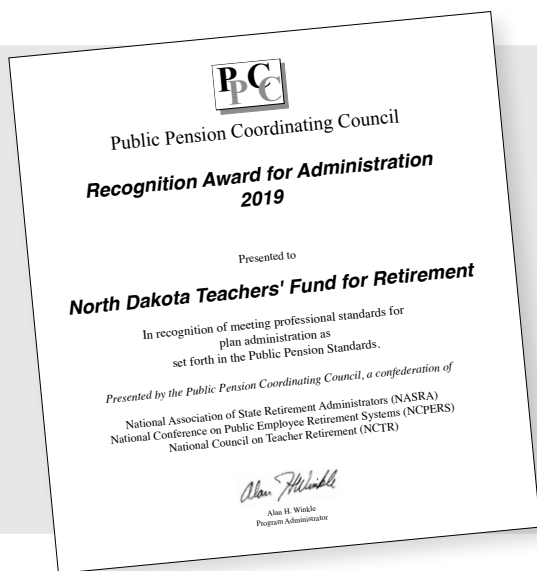 PPCC
Public Pension Coordinating Council
Recognition Award for Administration
2019
Presented to
North Dakota Teachers' Fund for Retirement
In recognition of meeting professional standards for
plan administration as
set forth in the Public Pension Standards.
Presented by the Public Pension Coordinating Council, a confederation of
National Association of State Retirement Administrators (NASRA)
National Conference on Public Employee Retirement Systems (NCPERS)
National Council on Teacher Retirement (NCTR)
Alan H Winkle
Alan H. Winkle
Program Administrator